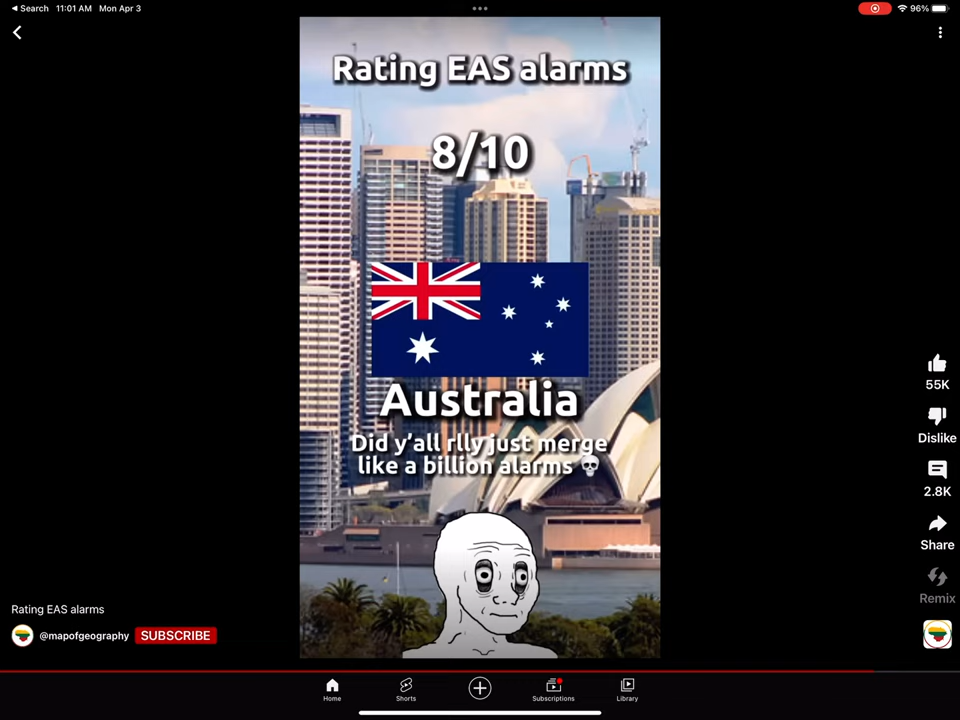 Search 11:01 AM Mon Apr 3
96%
Rating EAS alarms
8/10
Australia
Did y'all rlly just merge
like a billion alarms 💀
55K
Dislike
2.8K
Share
Remix
Rating EAS alarms
@mapofgeography SUBSCRIBE
Home Shorts Subscriptions Library